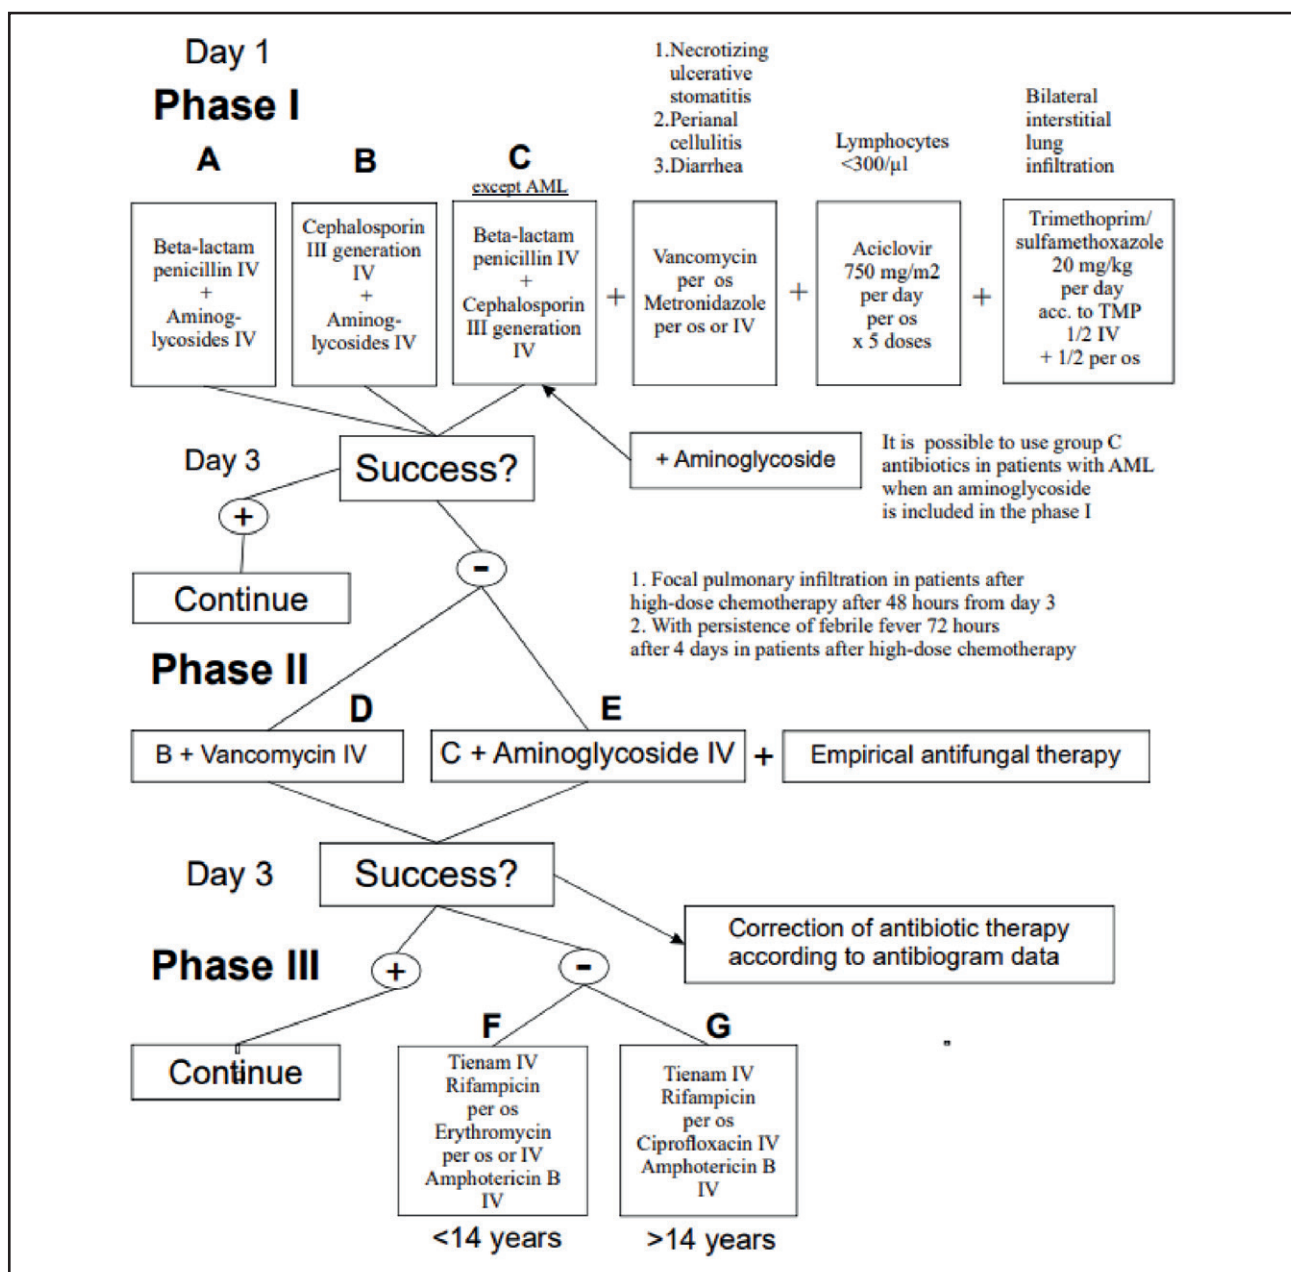 Day 1
Phase I
A
B
C
except AML
1.Necrotizing
ulcerative
stomatitis
2.Perianal
cellulitis
3.Diarrhea
Lymphocytes
<300/µl
Bilateral
interstitial
lung
infiltration
Beta-lactam
penicillin IV
+
Aminog-
lycosides IV
Cephalosporin
III generation
IV
+
Aminog-
lycosides IV
Beta-lactam
penicillin IV
+
Cephalosporin
III generation
IV
+
Vancomycin
per os
Metronidazole
per os or IV
+
Aciclovir
750 mg/m2
per day
per os
x 5 doses
+
Trimethoprim/
sulfamethoxazole
20 mg/kg
per day
acc. to TMP
1/2 IV
+ 1/2 per os
Day 3
Success?
+ Aminoglycoside
It is possible to use group C
antibiotics in patients with AML
when an aminoglycoside
is included in the phase I
+
-
Continue
1. Focal pulmonary infiltration in patients after
high-dose chemotherapy after 48 hours from day 3
2. With persistence of febrile fever 72 hours
after 4 days in patients after high-dose chemotherapy
Phase II
D
E
B + Vancomycin IV
C + Aminoglycoside IV
+
Empirical antifungal therapy
Day 3
Success?
Correction of antibiotic therapy
according to antibiogram data
Phase III
+
-
F
G
Continue
Tienam IV
Rifampicin
per os
Erythromycin
per os or IV
Amphotericin B
IV
Tienam IV
Rifampicin
per os
Ciprofloxacin IV
Amphotericin B
IV
<14 years
>14 years